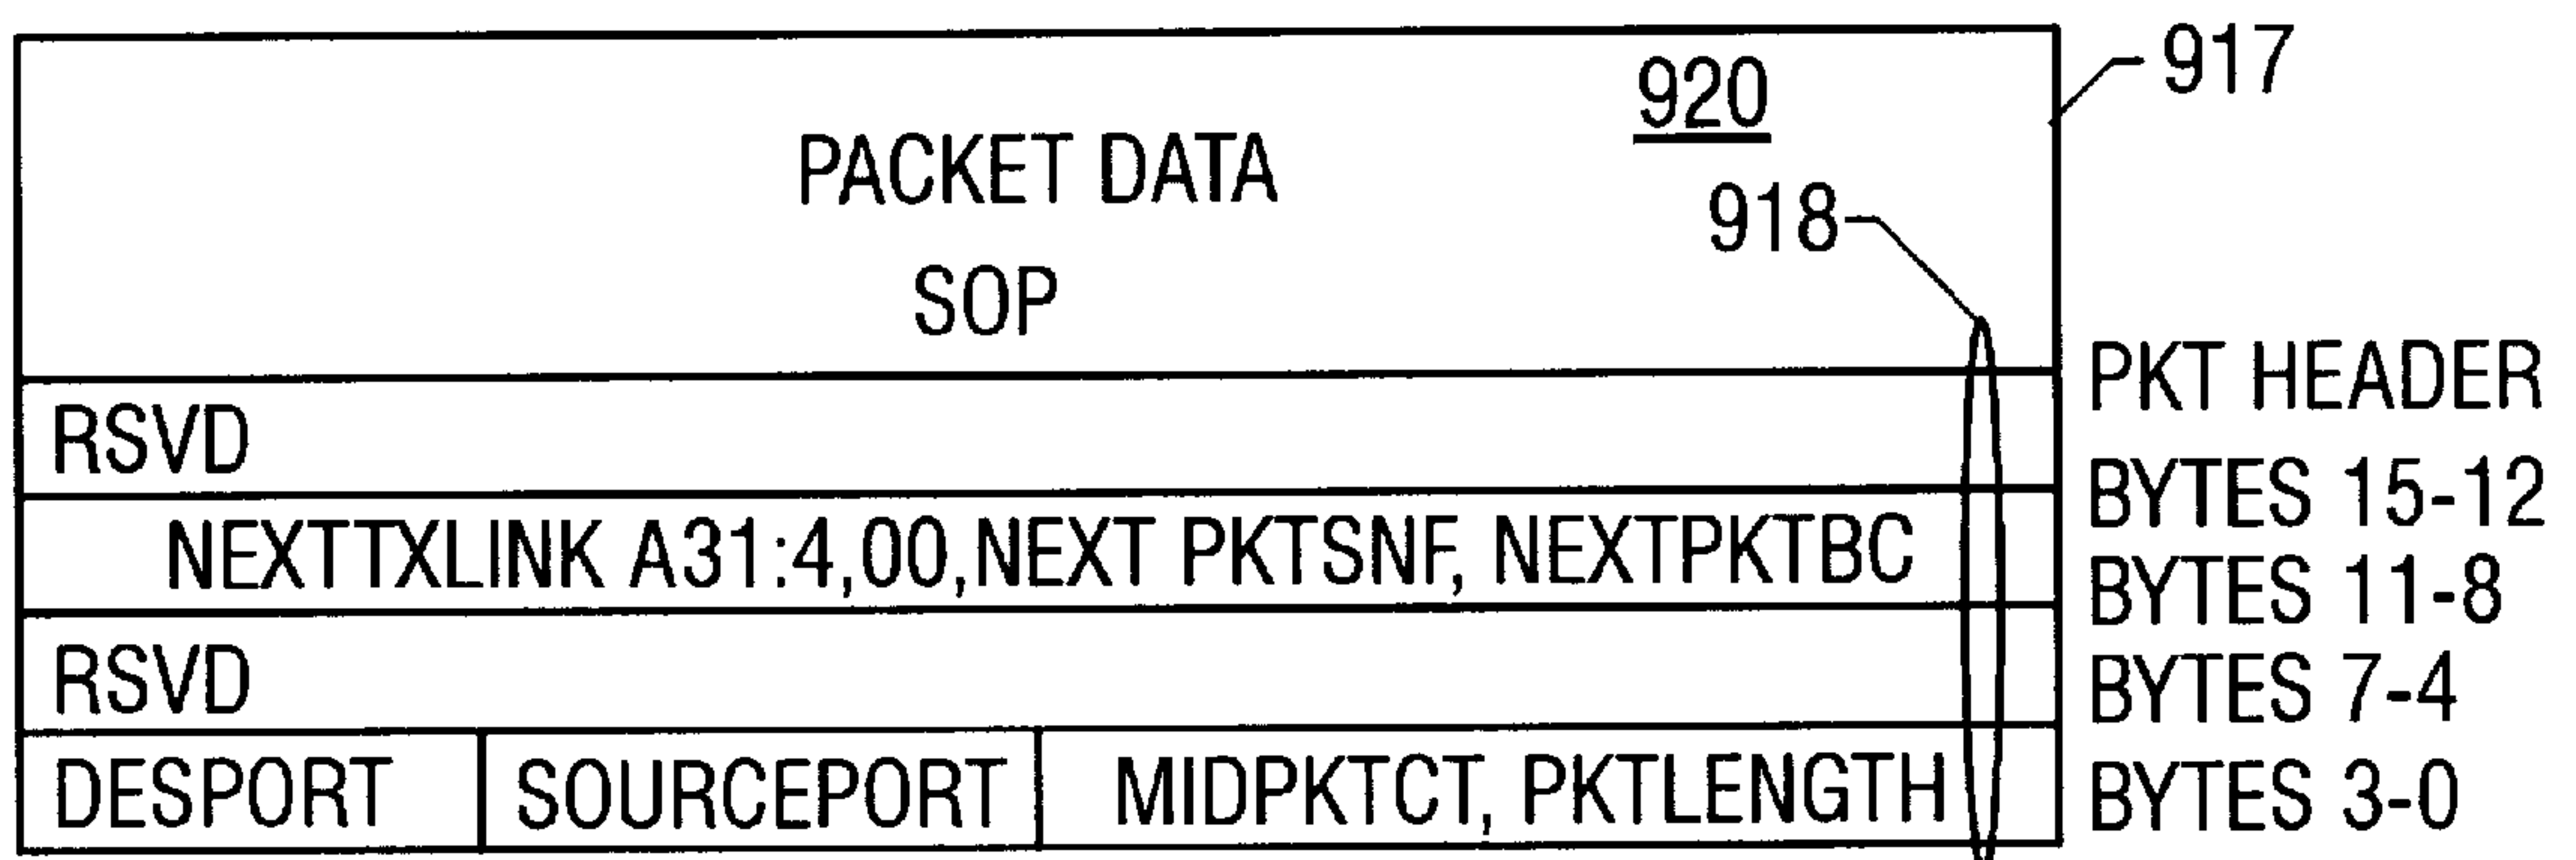 917
920
PACKET DATA
918
SOP
PKT HEADER
RSVD
BYTES 15-12
NEXTTXLINK A31:4,00,NEXT PKTSNF, NEXTPKTBC
BYTES 11-8
RSVD
BYTES 7-4
DESPORT SOURCEPORT MIDPKTCT, PKTLENGTH
BYTES 3-0